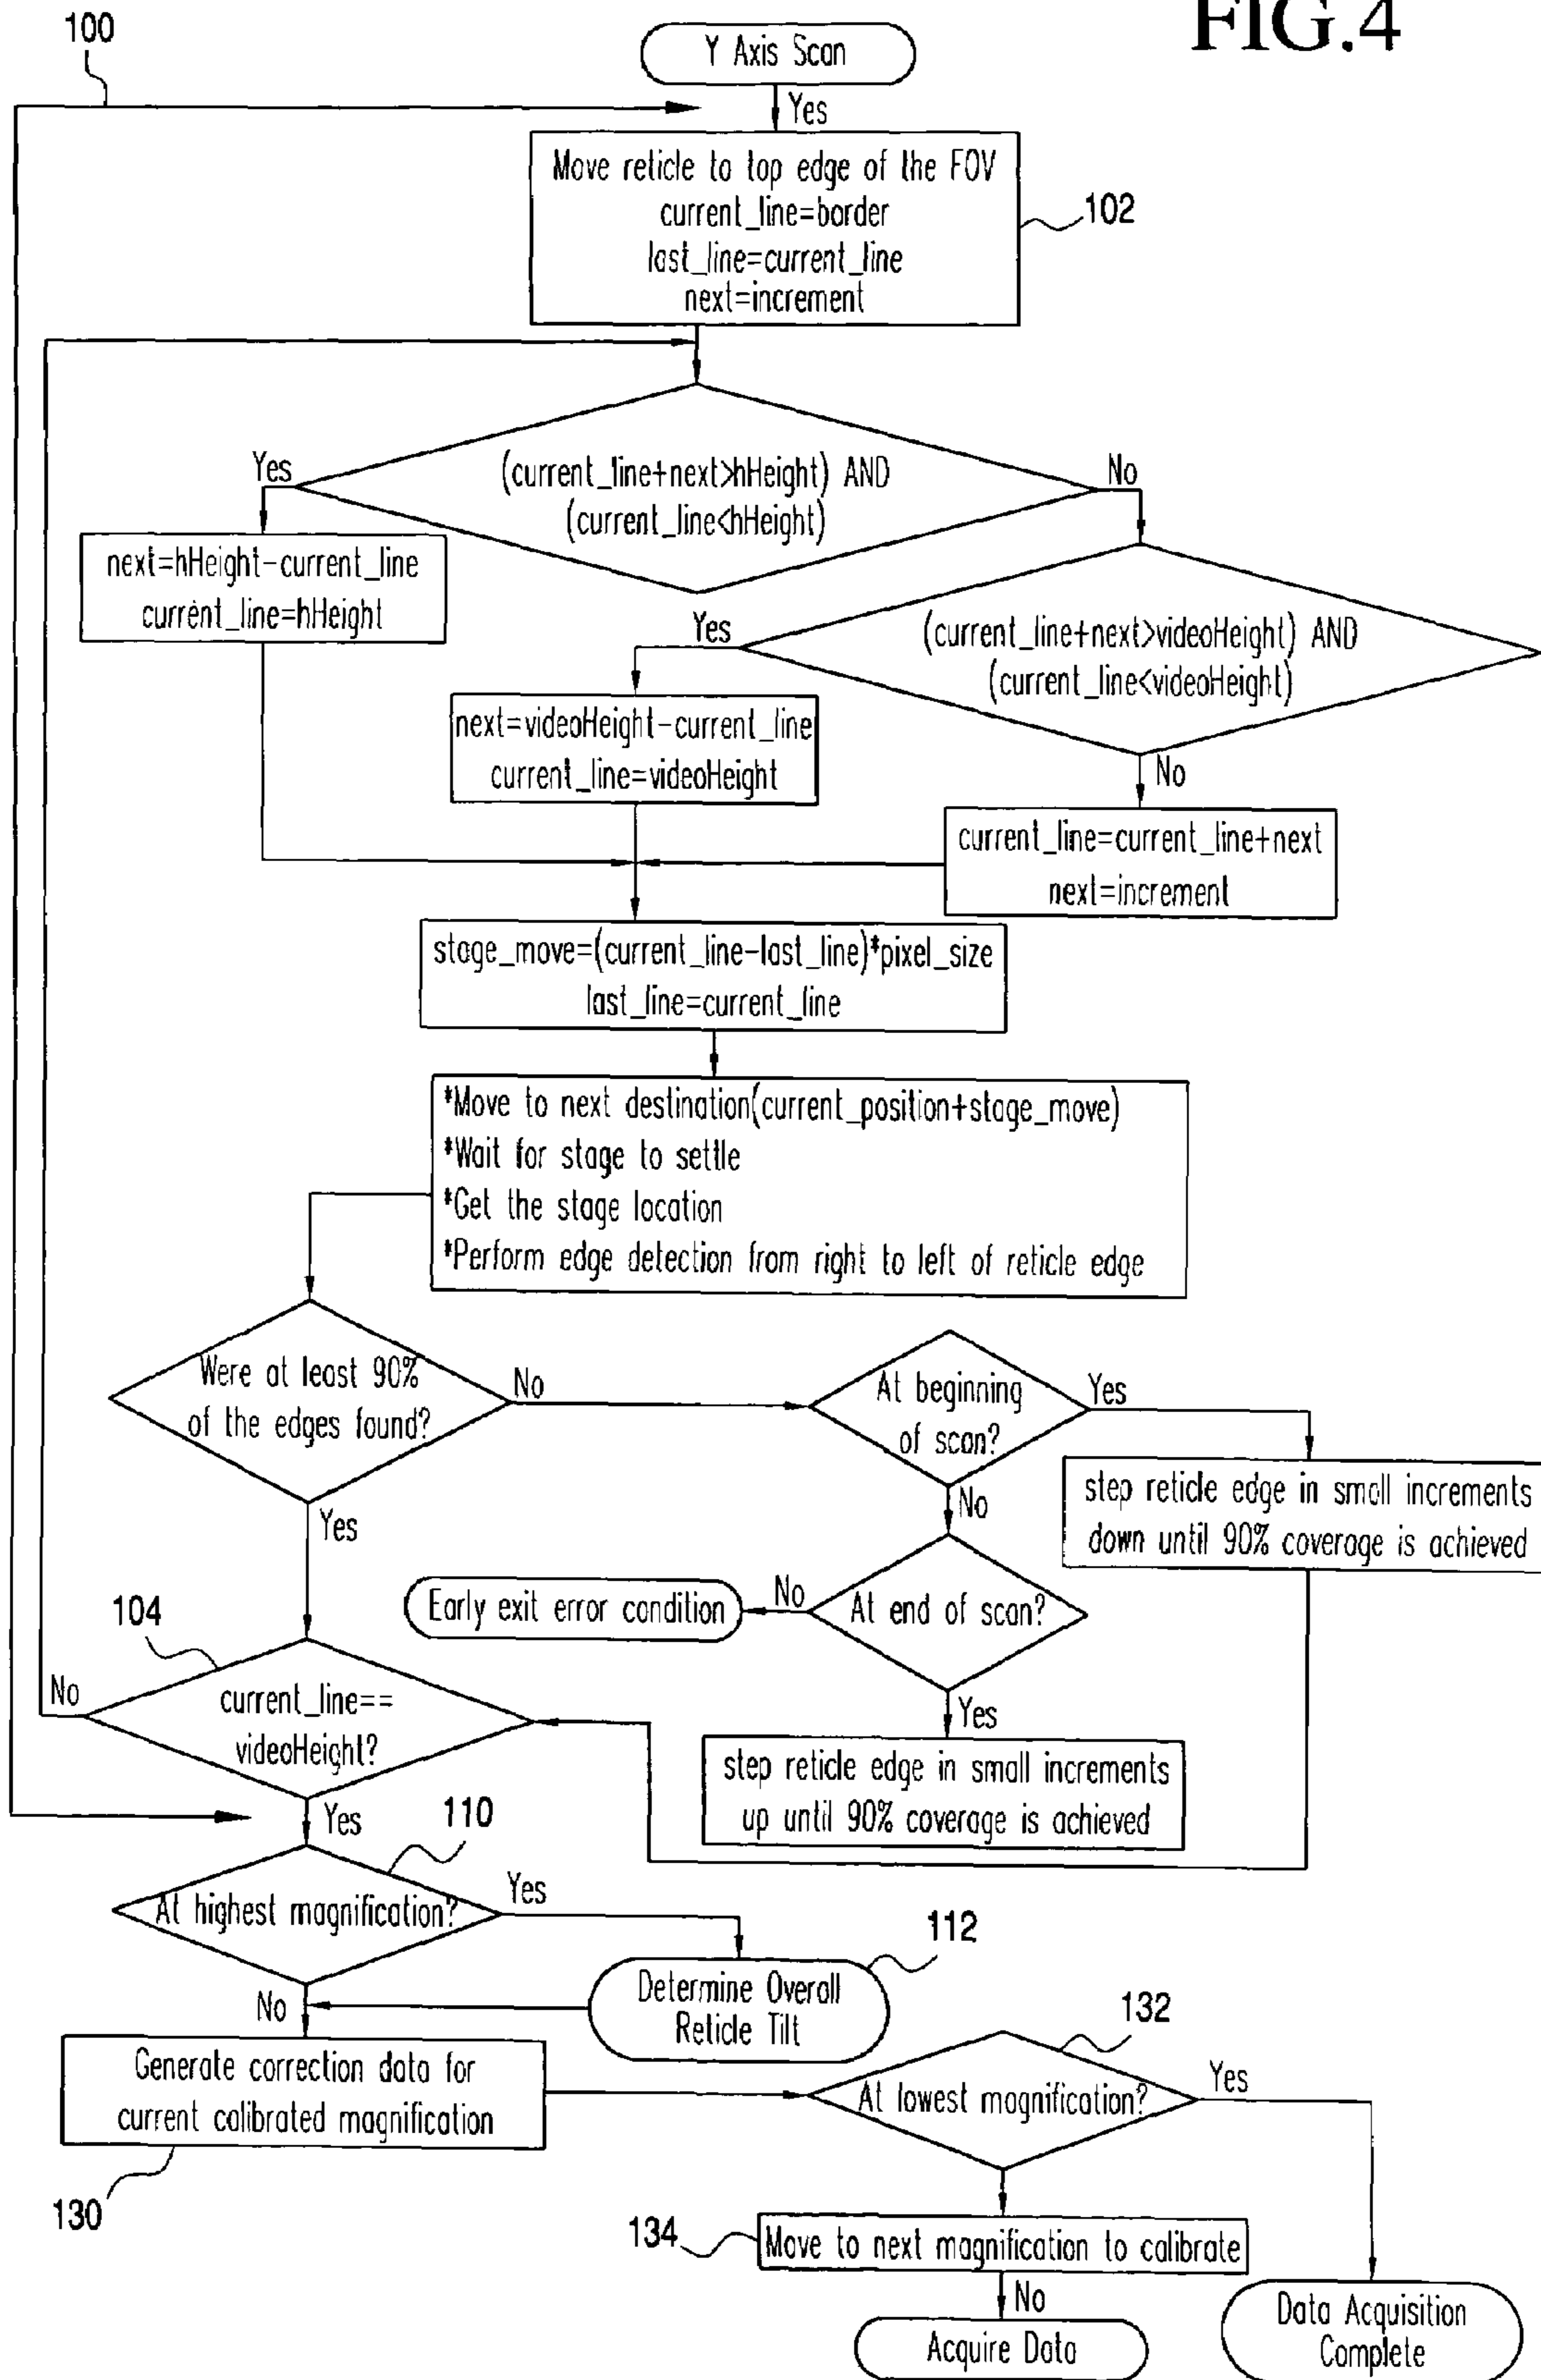 FIG.4
100
Y Axis Scan
Yes
Move reticle to top edge of the FOV
current_line=border
last_line=current_line
next=increment
102
Yes
(current_line+next>hHeight) AND
(current_line<hHeight)
No
next=hHeight-current_line
current_line=hHeight
Yes
(current_line+next>videoHeight) AND
(current_line<videoHeight)
next=videoHeight-current_line
current_line=videoHeight
No
current_line=current_line+next
next=increment
stage_move=(current_line-last_line)*pixel_size
last_line=current_line
*Move to next destination(current_position+stage_move)
*Wait for stage to settle
*Get the stage location
*Perform edge detection from right to left of reticle edge
Were at least 90%
of the edges found?
No
At beginning
of scan?
Yes
step reticle edge in small increments
down until 90% coverage is achieved
Yes
No
Early exit error condition
No
At end of scan?
104
No
current_line==
videoHeight?
Yes
step reticle edge in small increments
up until 90% coverage is achieved
Yes
110
At highest magnification?
Yes
112
Determine Overall
Reticle Tilt
No
Generate correction data for
current calibrated magnification
130
132
At lowest magnification?
Yes
134
Move to next magnification to calibrate
No
Acquire Data
Data Acquisition
Complete